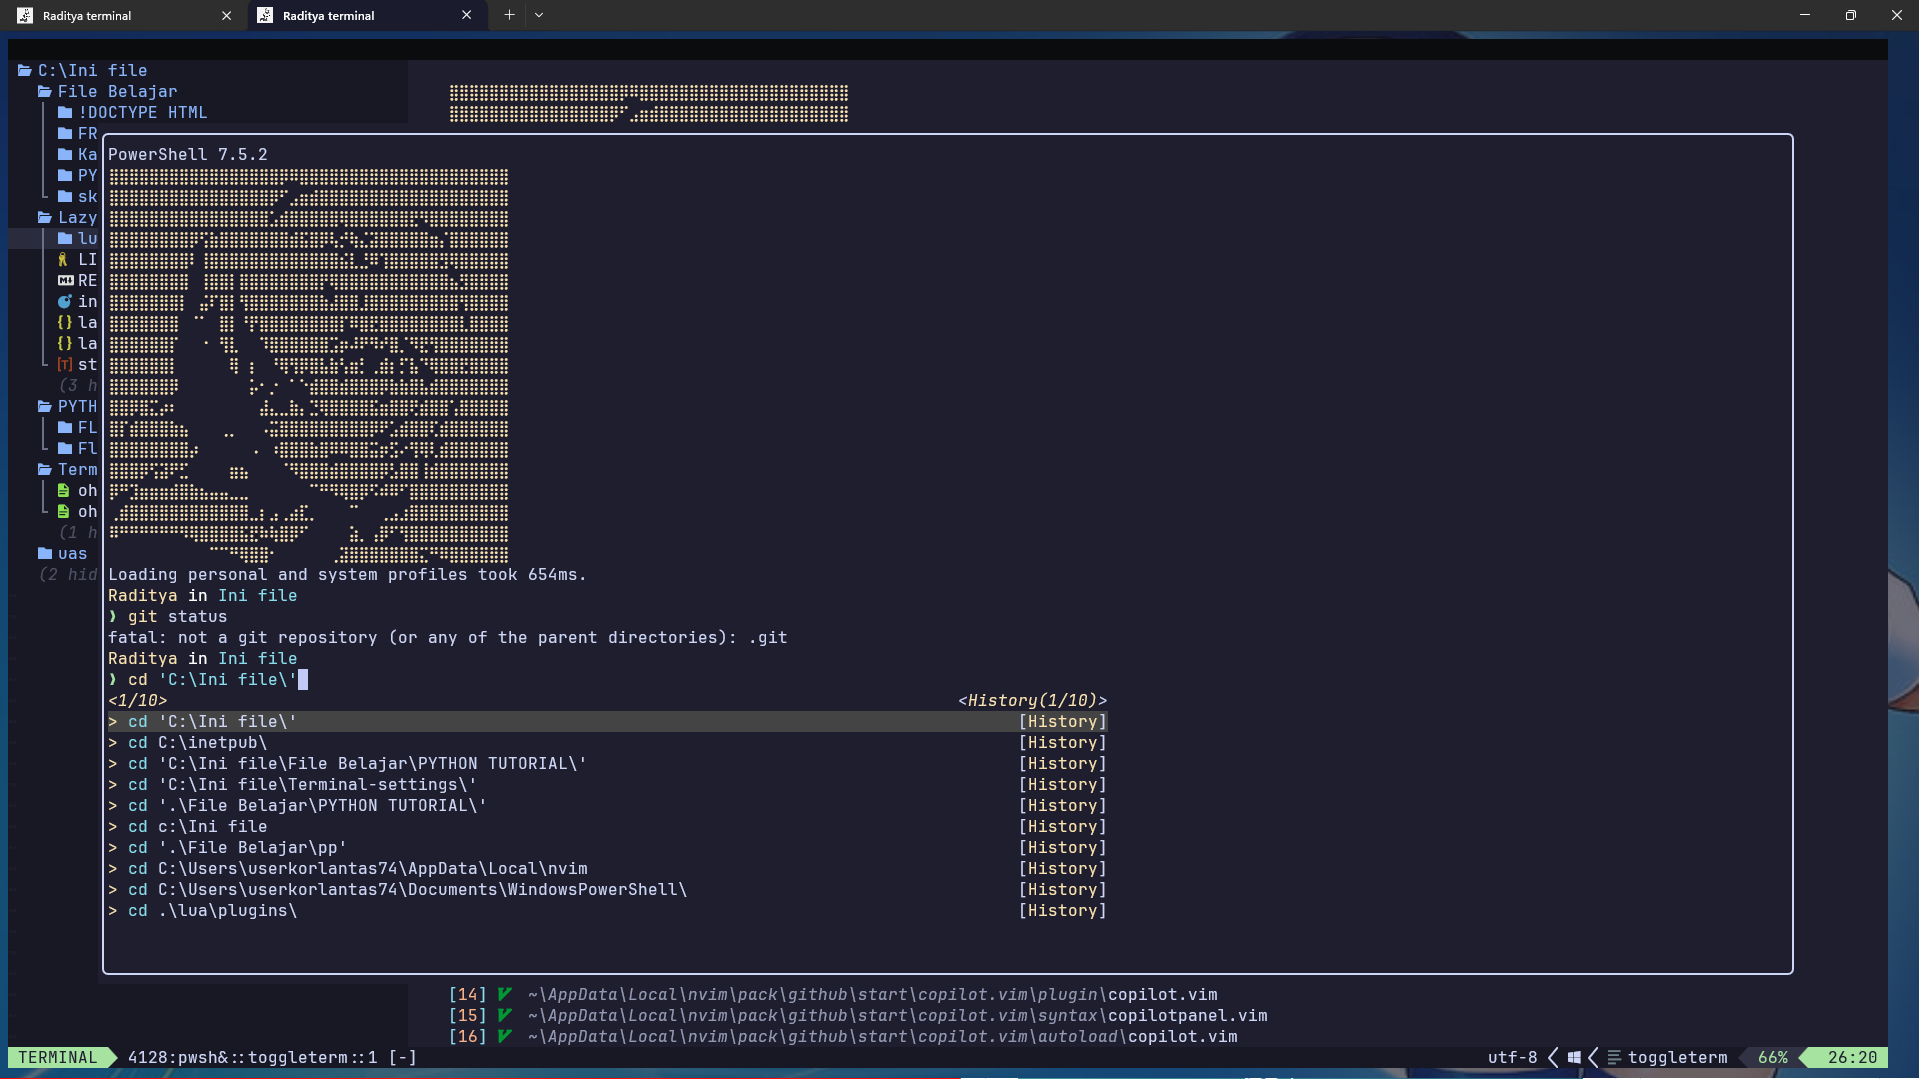 Raditya terminal
Raditya terminal
C:\Ini file
File Belajar
!DOCTYPE HTML
FR
Ka
PY
sk
Lazy
lu
LI
RE
in
la
la
st
(3 h
PYTH
FL
Fl
Term
oh
oh
(1 h
uas
(2 hid
PowerShell 7.5.2
Loading personal and system profiles took 654ms.
Raditya in Ini file
❱ git status
fatal: not a git repository (or any of the parent directories): .git
Raditya in Ini file
❱ cd 'C:\Ini file\'
<1/10> <History(1/10)>
> cd 'C:\Ini file\' [History]
> cd C:\inetpub\ [History]
> cd 'C:\Ini file\File Belajar\PYTHON TUTORIAL\' [History]
> cd 'C:\Ini file\Terminal-settings\' [History]
> cd '.\File Belajar\PYTHON TUTORIAL\' [History]
> cd c:\Ini file [History]
> cd '.\File Belajar\pp' [History]
> cd C:\Users\userkorlantas74\AppData\Local\nvim [History]
> cd C:\Users\userkorlantas74\Documents\WindowsPowerShell\ [History]
> cd .\lua\plugins\ [History]
[14] ~\AppData\Local\nvim\pack\github\start\copilot.vim\plugin\copilot.vim
[15] ~\AppData\Local\nvim\pack\github\start\copilot.vim\syntax\copilotpanel.vim
[16] ~\AppData\Local\nvim\pack\github\start\copilot.vim\autoload\copilot.vim
TERMINAL 4128:pwsh&::toggleterm::1 [-] utf-8 toggleterm 66% 26:20